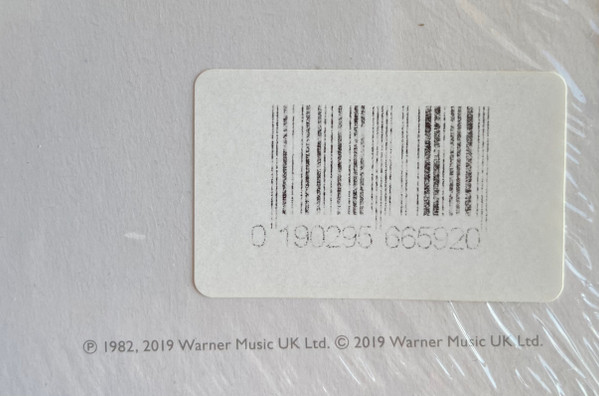 0 190295 665920
℗ 1982, 2019 Warner Music UK Ltd. © 2019 Warner Music UK Ltd.